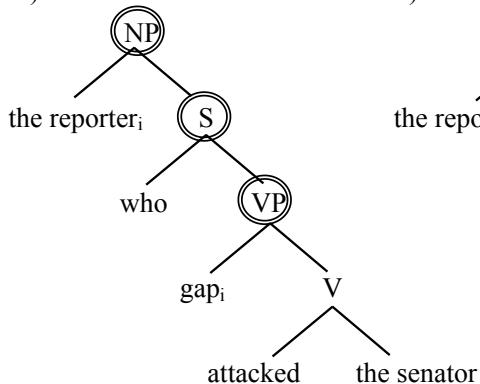 NP
the reporteri
S
the repo
who
VP
gapi
V
attacked the senator